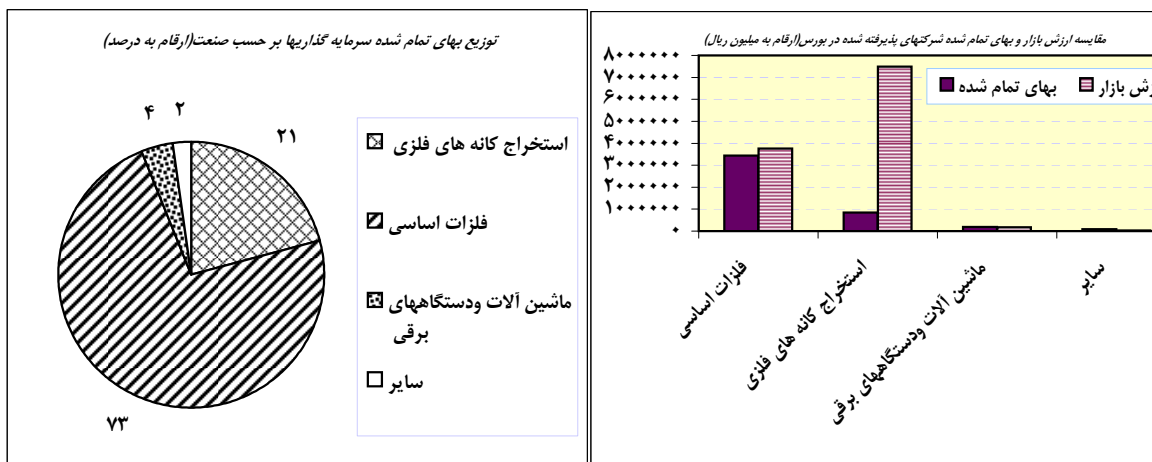 توزیع بهای تمام شده سرمایه گذاریها بر حسب صنعت(ارقام به درصد)
۲
۴
۲۱
۷۳
استخراج کانه های فلزی
فلزات اساسی
ماشین آلات ودستگاههای
برقی
سایر
مقایسه ارزش بازار و بهای تمام شده شرکتهای پذیرفته شده در بورس(ارقام به میلیون ریال)
۸۰۰۰۰۰۰
۷۰۰۰۰۰۰
۶۰۰۰۰۰۰
۵۰۰۰۰۰۰
۴۰۰۰۰۰۰
۳۰۰۰۰۰۰
۲۰۰۰۰۰۰
۱۰۰۰۰۰۰
۰
بهای تمام شده
زش بازار
فلزات اساسی
استخراج کانه های فلزی
ماشین آلات ودستگاههای برقی
سایر